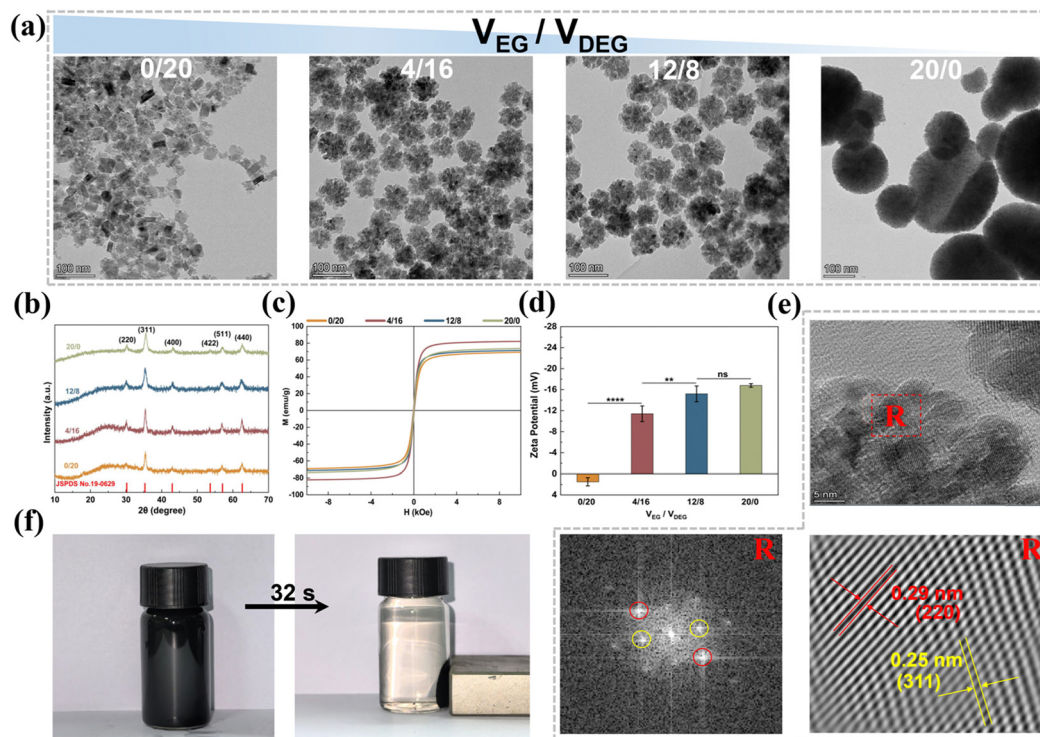 (a)
V_EG / V_DEG
0/20
4/16
12/8
20/0
100 nm
100 nm
100 nm
100 nm
(b)
Intensity (a.u.)
(220)
(311)
(400)
(422)
(511)
(440)
20/0
12/8
4/16
0/20
JSPDS No.19-0629
10 20 30 40 50 60 70
2θ (degree)
(c)
0/20 4/16 12/8 20/0
M (emu/g)
100
80
60
40
20
0
-20
-40
-60
-80
-100
-8 -4 0 4 8
H (kOe)
(d)
Zeta Potential (mV)
-28
-24
-20
-16
-12
-8
-4
0
4
****
**
ns
0/20 4/16 12/8 20/0
V_EG / V_DEG
(e)
R
5 nm
R
R
0.29 nm
(220)
0.25 nm
(311)
(f)
32 s